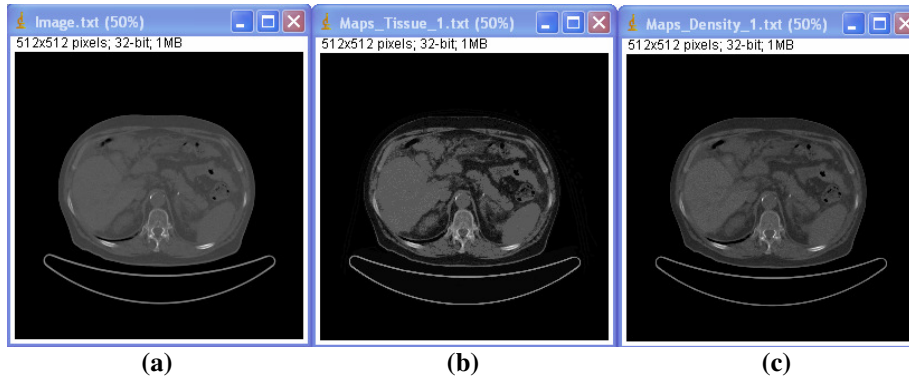 Image.txt (50%)
512x512 pixels; 32-bit; 1MB
Maps_Tissue_1.txt (50%)
512x512 pixels; 32-bit; 1MB
Maps_Density_1.txt (50%)
512x512 pixels; 32-bit; 1MB
(a)
(b)
(c)